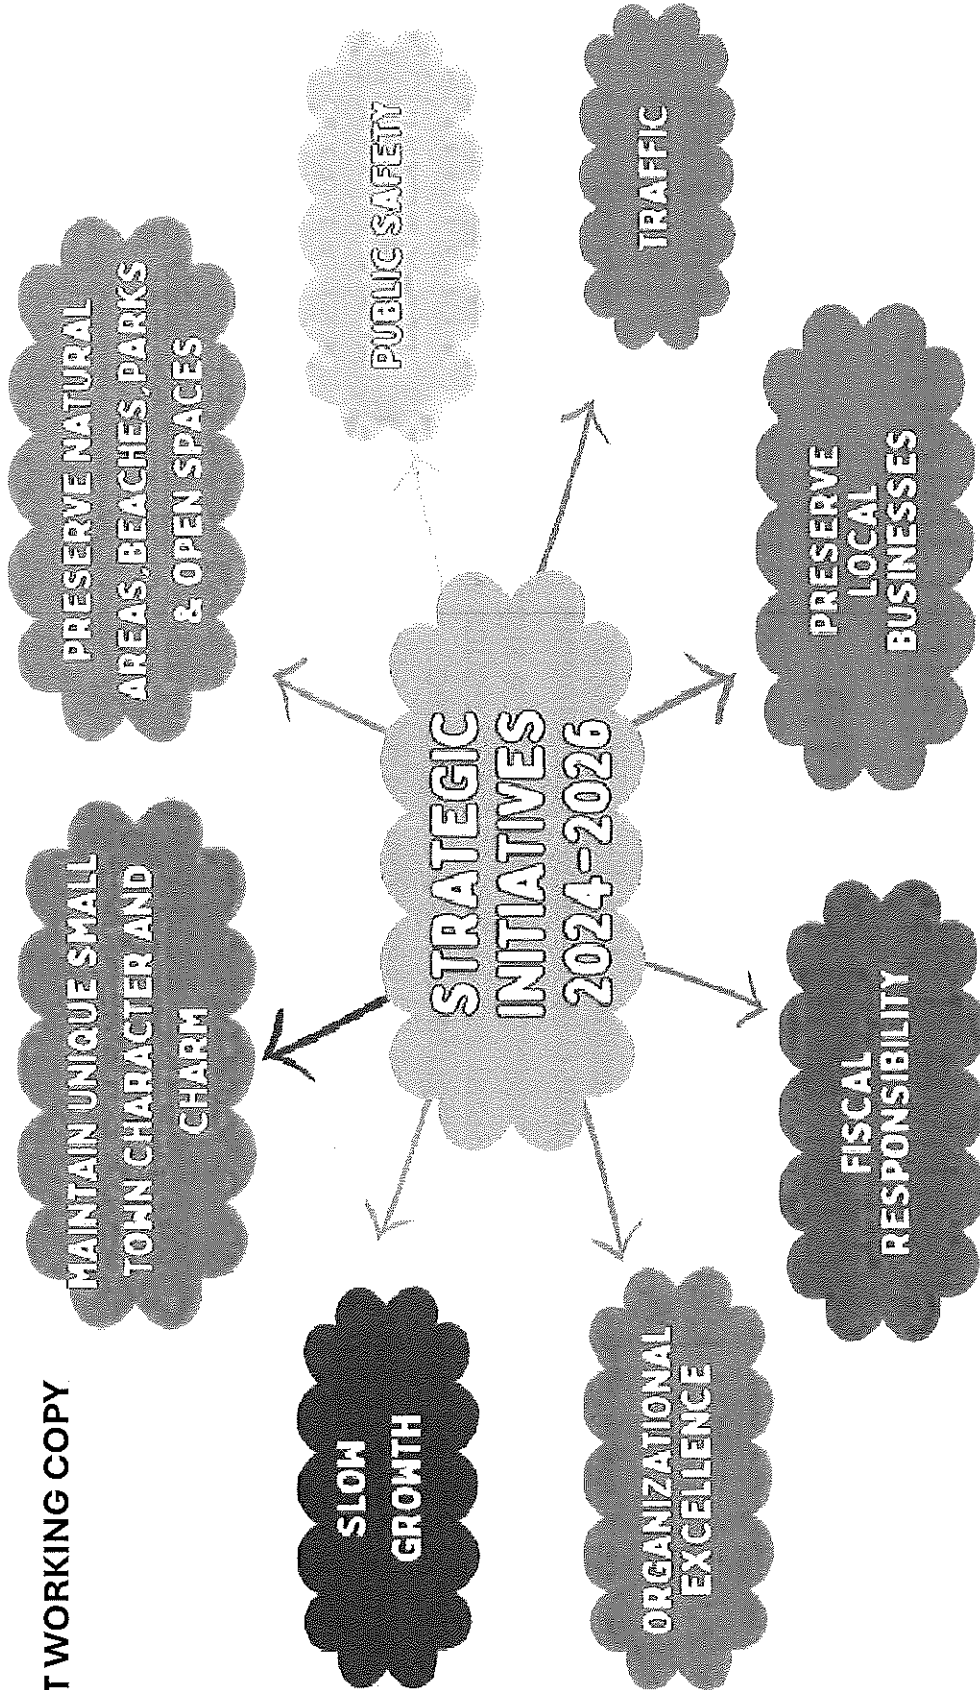 T WORKING COPY
MAINTAIN UNIQUE SMALL
TOWN CHARACTER AND
CHARM
PRESERVE NATURAL
AREAS,BEACHES,PARKS
& OPEN SPACES
SLOW
GROWTH
STRATEGIC
INITIATIVES
2024-2026
PUBLIC SAFETY
ORGANIZATIONAL
EXCELLENCE
TRAFFIC
FISCAL
RESPONSIBILITY
PRESERVE
LOCAL
BUSINESSES